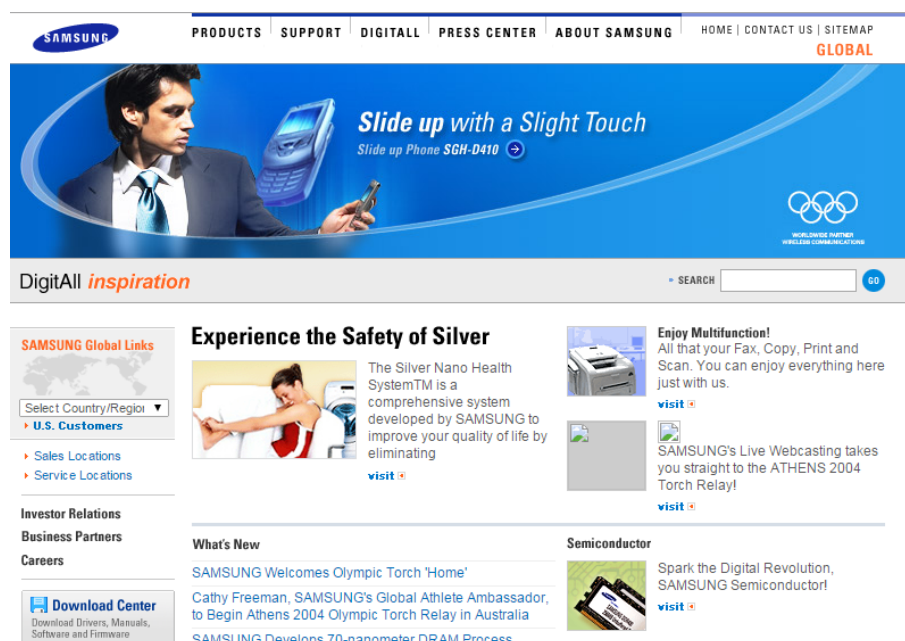 SAMSUNG
PRODUCTS SUPPORT DIGITALL PRESS CENTER ABOUT SAMSUNG
HOME | CONTACT US | SITEMAP
GLOBAL
Slide up with a Slight Touch
Slide up Phone SGH-D410
WORLDWIDE PARTNER
WIRELESS COMMUNICATIONS
DigitAll inspiration
SEARCH
GO
SAMSUNG Global Links
Select Country/Region
U.S. Customers
Sales Locations
Service Locations
Investor Relations
Business Partners
Careers
Download Center
Download Drivers, Manuals,
Software and Firmware
Experience the Safety of Silver
The Silver Nano Health
SystemTM is a
comprehensive system
developed by SAMSUNG to
improve your quality of life by
eliminating
visit
Enjoy Multifunction!
All that your Fax, Copy, Print and
Scan. You can enjoy everything here
just with us.
visit
SAMSUNG's Live Webcasting takes
you straight to the ATHENS 2004
Torch Relay!
visit
What's New
SAMSUNG Welcomes Olympic Torch 'Home'
Cathy Freeman, SAMSUNG's Global Athlete Ambassador,
to Begin Athens 2004 Olympic Torch Relay in Australia
SAMSUNG Develops 70-nanometer DRAM Process
Semiconductor
Spark the Digital Revolution,
SAMSUNG Semiconductor!
visit